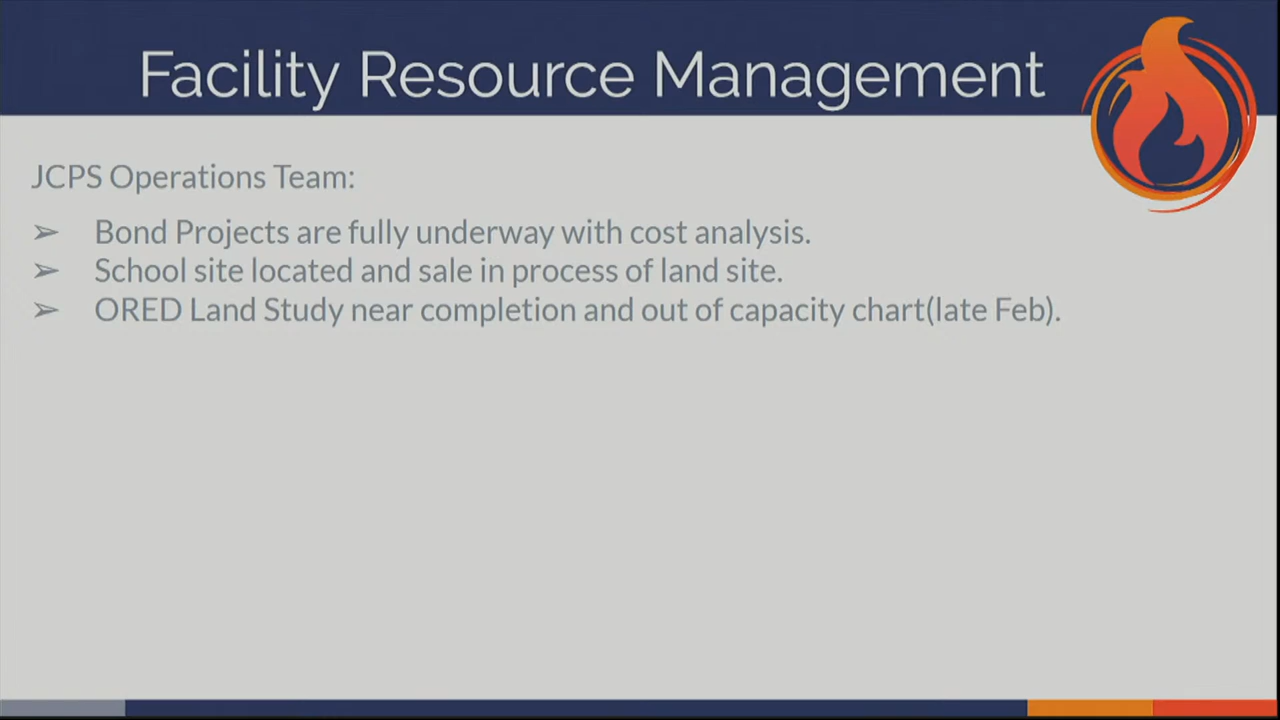 Facility Resource Management
JCPS Operations Team:
➢ Bond Projects are fully underway with cost analysis.
➢ School site located and sale in process of land site.
➢ ORED Land Study near completion and out of capacity chart(late Feb).